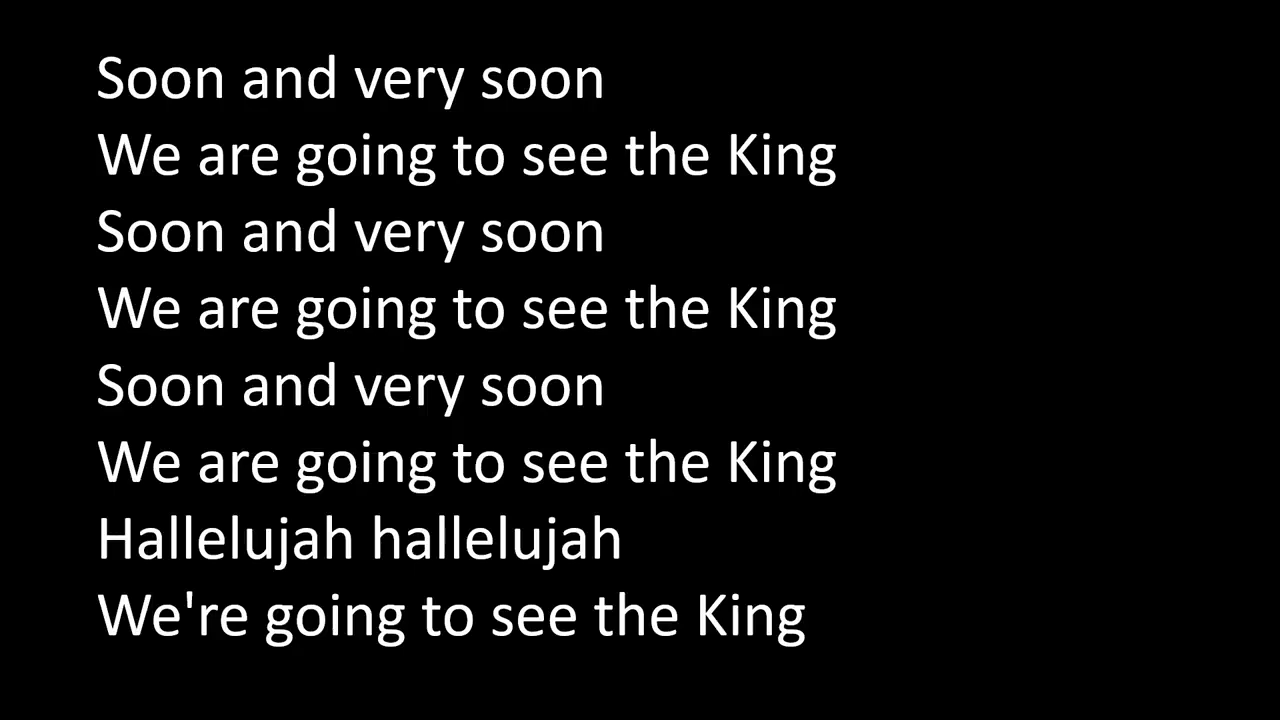 Soon and very soon
We are going to see the King
Soon and very soon
We are going to see the King
Soon and very soon
We are going to see the King
Hallelujah hallelujah
We're going to see the King